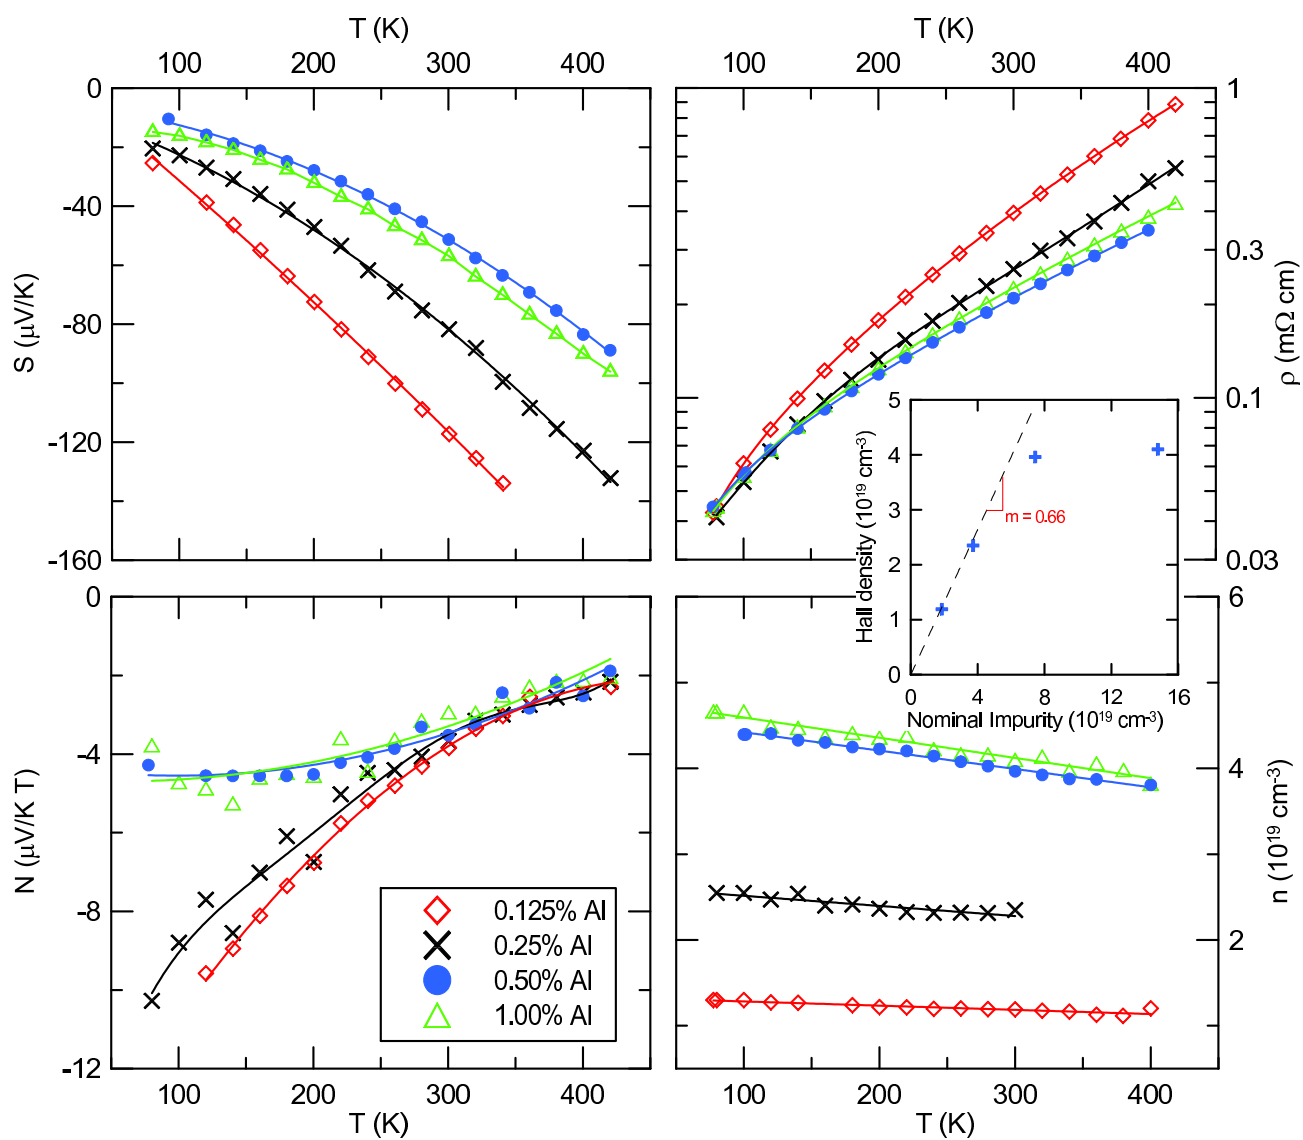 T (K)
T (K)
100 200 300 400
100 200 300 400
0
-40
-80
-120
-160
S (μV/K)
1
0.3
0.1
0.03
ρ (mΩ cm)
5
4
3
2
1
0
Hall density (10¹⁹ cm⁻³)
m = 0.66
0 4 8 12 16
Nominal Impurity (10¹⁹ cm⁻³)
0
-4
-8
-12
N (μV/K T)
0.125% Al
0.25% Al
0.50% Al
1.00% Al
6
4
2
n (10¹⁹ cm⁻³)
100 200 300 400
100 200 300 400
T (K)
T (K)